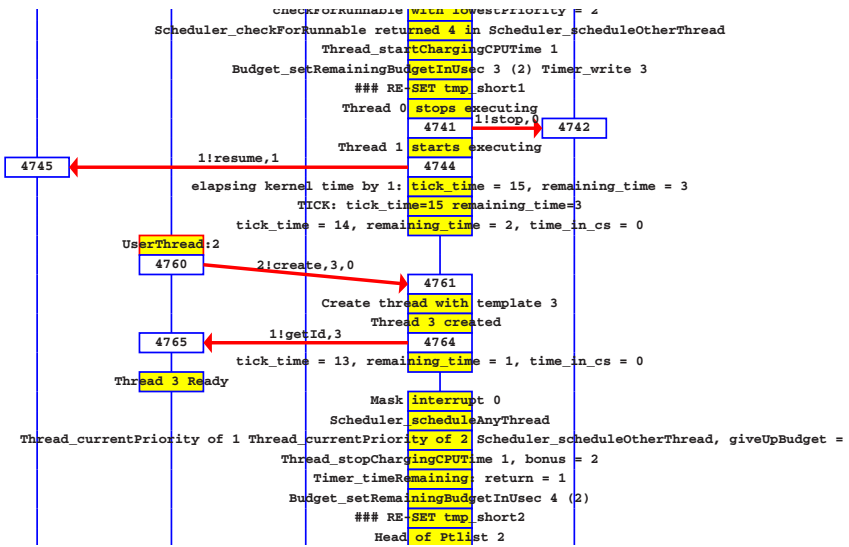 checkForRunnable with lowestPriority = 2
Scheduler_checkForRunnable returned 4 in Scheduler_scheduleOtherThread
Thread_startChargingCPUTime 1
Budget_setRemainingBudgetInUsec 3 (2) Timer_write 3
### RE-SET tmp_short1
Thread 0 stops executing
4741 1!stop,0 4742
Thread 1 starts executing
4745 1!resume,1 4744
elapsing kernel time by 1: tick_time = 15, remaining_time = 3
TICK: tick_time=15 remaining_time=3
tick_time = 14, remaining_time = 2, time_in_cs = 0
UserThread:2
4760 2!create,3,0 4761
Create thread with template 3
Thread 3 created
4765 1!getId,3 4764
tick_time = 13, remaining_time = 1, time_in_cs = 0
Thread 3 Ready
Mask interrupt 0
Scheduler_scheduleAnyThread
Thread_currentPriority of 1 Thread_currentPriority of 2 Scheduler_scheduleOtherThread, giveUpBudget =
Thread_stopChargingCPUTime 1, bonus = 2
Timer_timeRemaining: return = 1
Budget_setRemainingBudgetInUsec 4 (2)
### RE-SET tmp_short2
Head of Ptlist 2